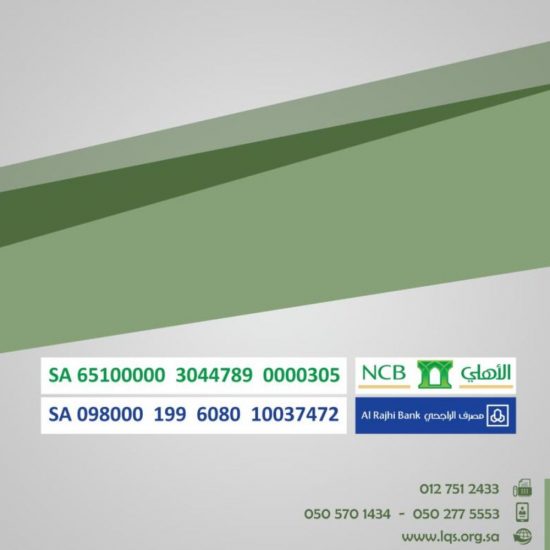 SA 65100000 3044789 0000305 NCB الأهلي
SA 098000 199 6080 10037472 Al Rajhi Bank مصرف الراجحي
012 751 2433
050 570 1434 - 050 277 5553
www.lqs.org.sa